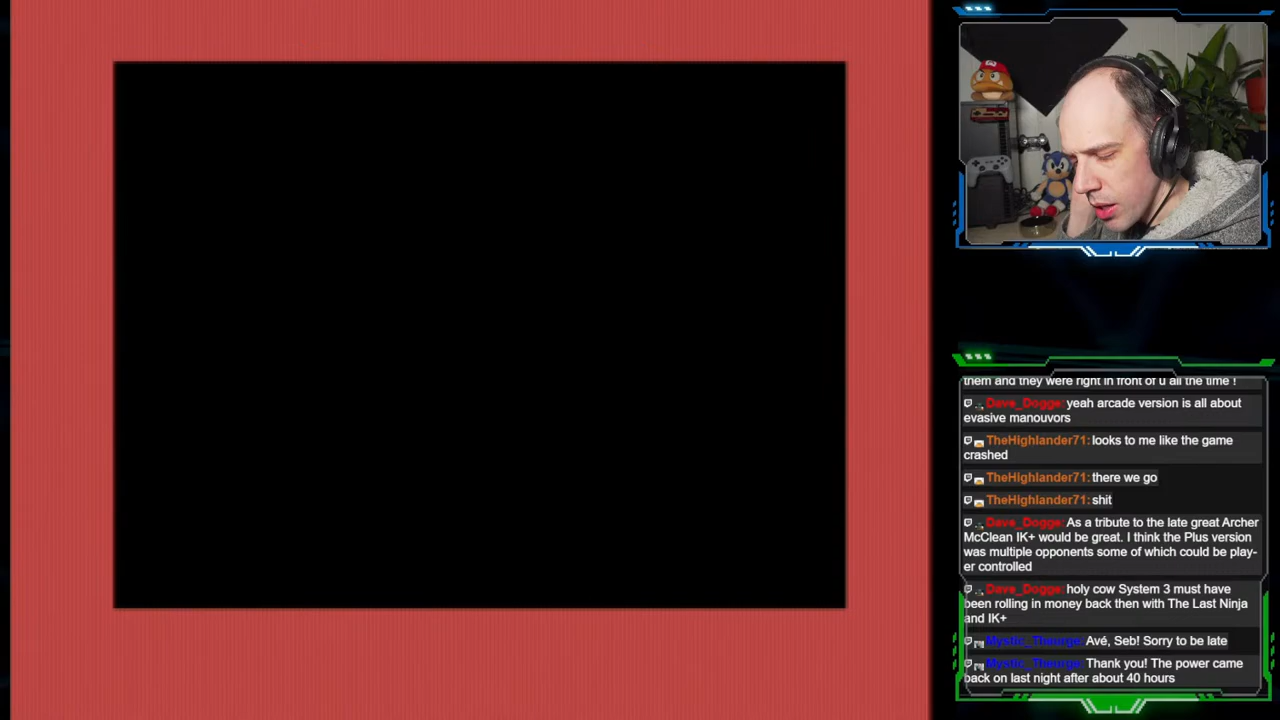 them and they were right in front of u all the time !
Dave_Dogge: yeah arcade version is all about
evasive manouvors
TheHighlander71: looks to me like the game
crashed
TheHighlander71: there we go
TheHighlander71: shit
Dave_Dogge: As a tribute to the late great Archer
McClean IK+ would be great. I think the Plus version
was multiple opponents some of which could be play-
er controlled
Dave_Dogge: holy cow System 3 must have
been rolling in money back then with The Last Ninja
and IK+
Avé, Seb! Sorry to be late
Thank you! The power came
back on last night after about 40 hours